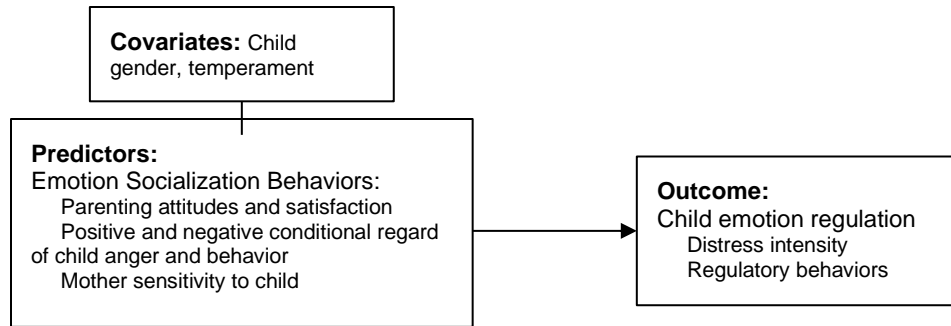 Covariates: Child
gender, temperament
Predictors:
Emotion Socialization Behaviors:
Parenting attitudes and satisfaction
Positive and negative conditional regard
of child anger and behavior
Mother sensitivity to child
Outcome:
Child emotion regulation
Distress intensity
Regulatory behaviors